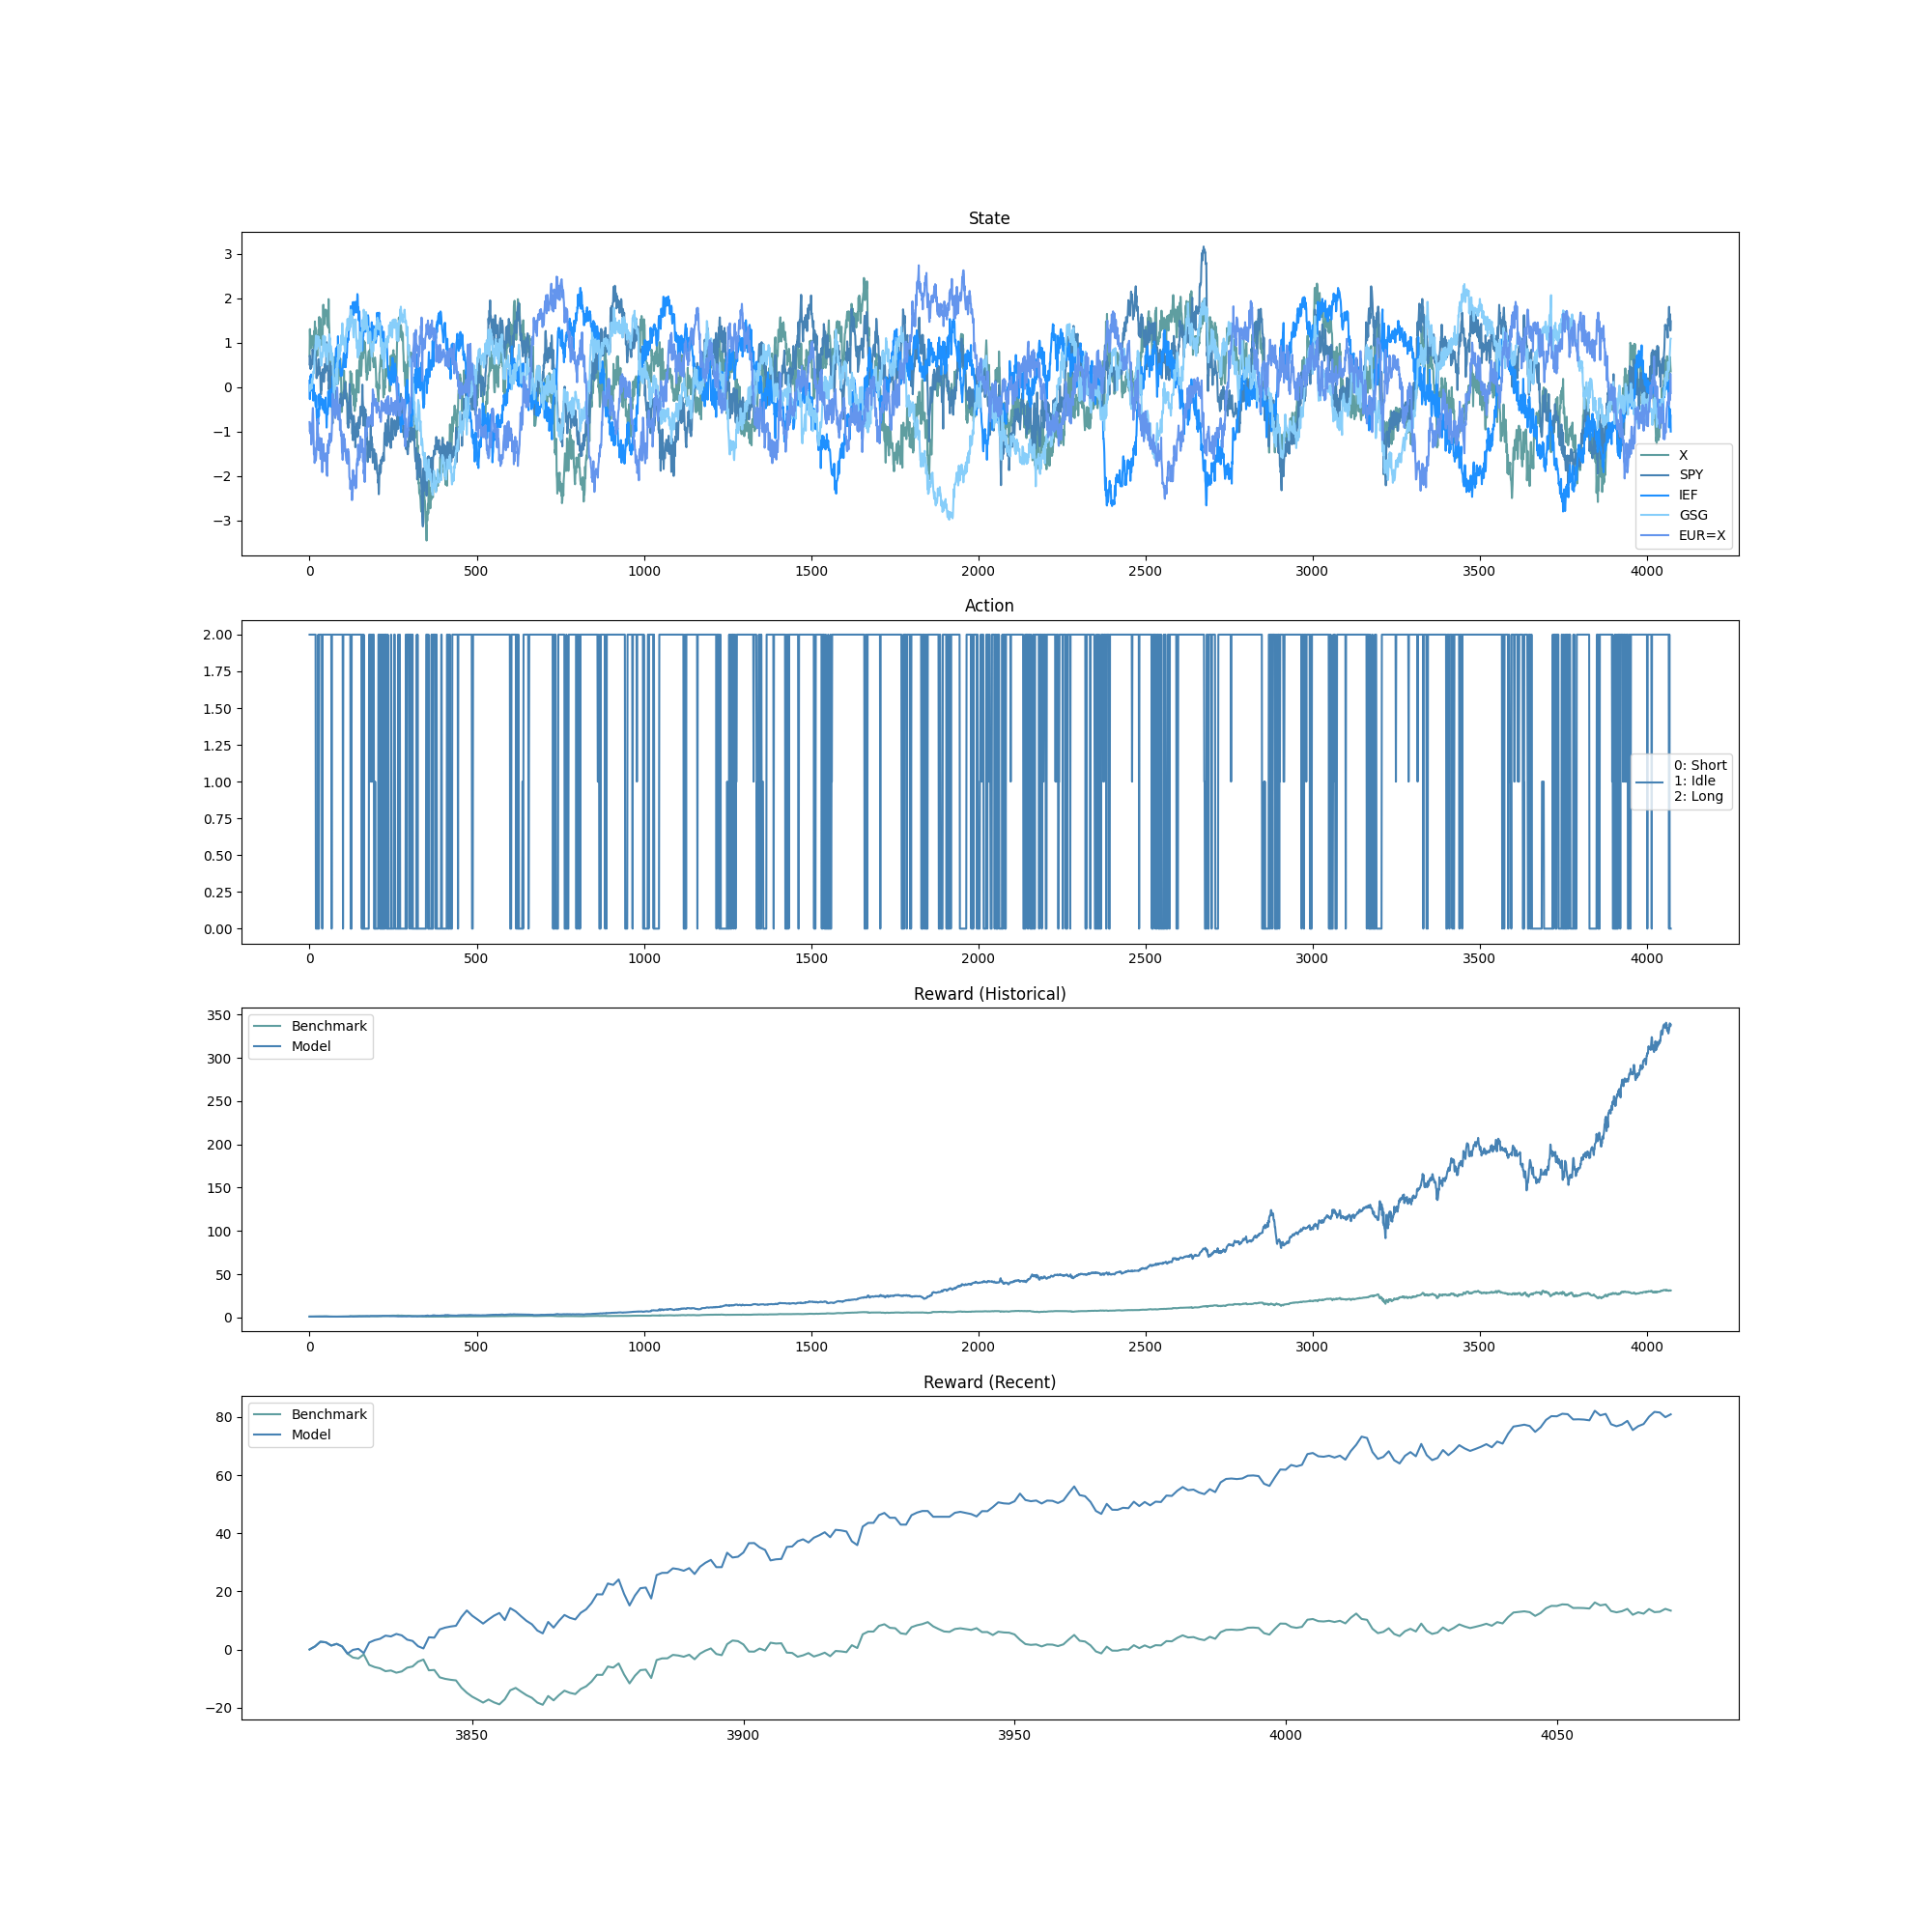 State
3
2
1
0
−1
−2
−3
X
SPY
IEF
GSG
EUR=X
0 500 1000 1500 2000 2500 3000 3500 4000
Action
2.00
1.75
1.50
1.25
1.00
0.75
0.50
0.25
0.00
0: Short
1: Idle
2: Long
0 500 1000 1500 2000 2500 3000 3500 4000
Reward (Historical)
350
300
250
200
150
100
50
0
Benchmark
Model
0 500 1000 1500 2000 2500 3000 3500 4000
Reward (Recent)
80
60
40
20
0
−20
Benchmark
Model
3850 3900 3950 4000 4050